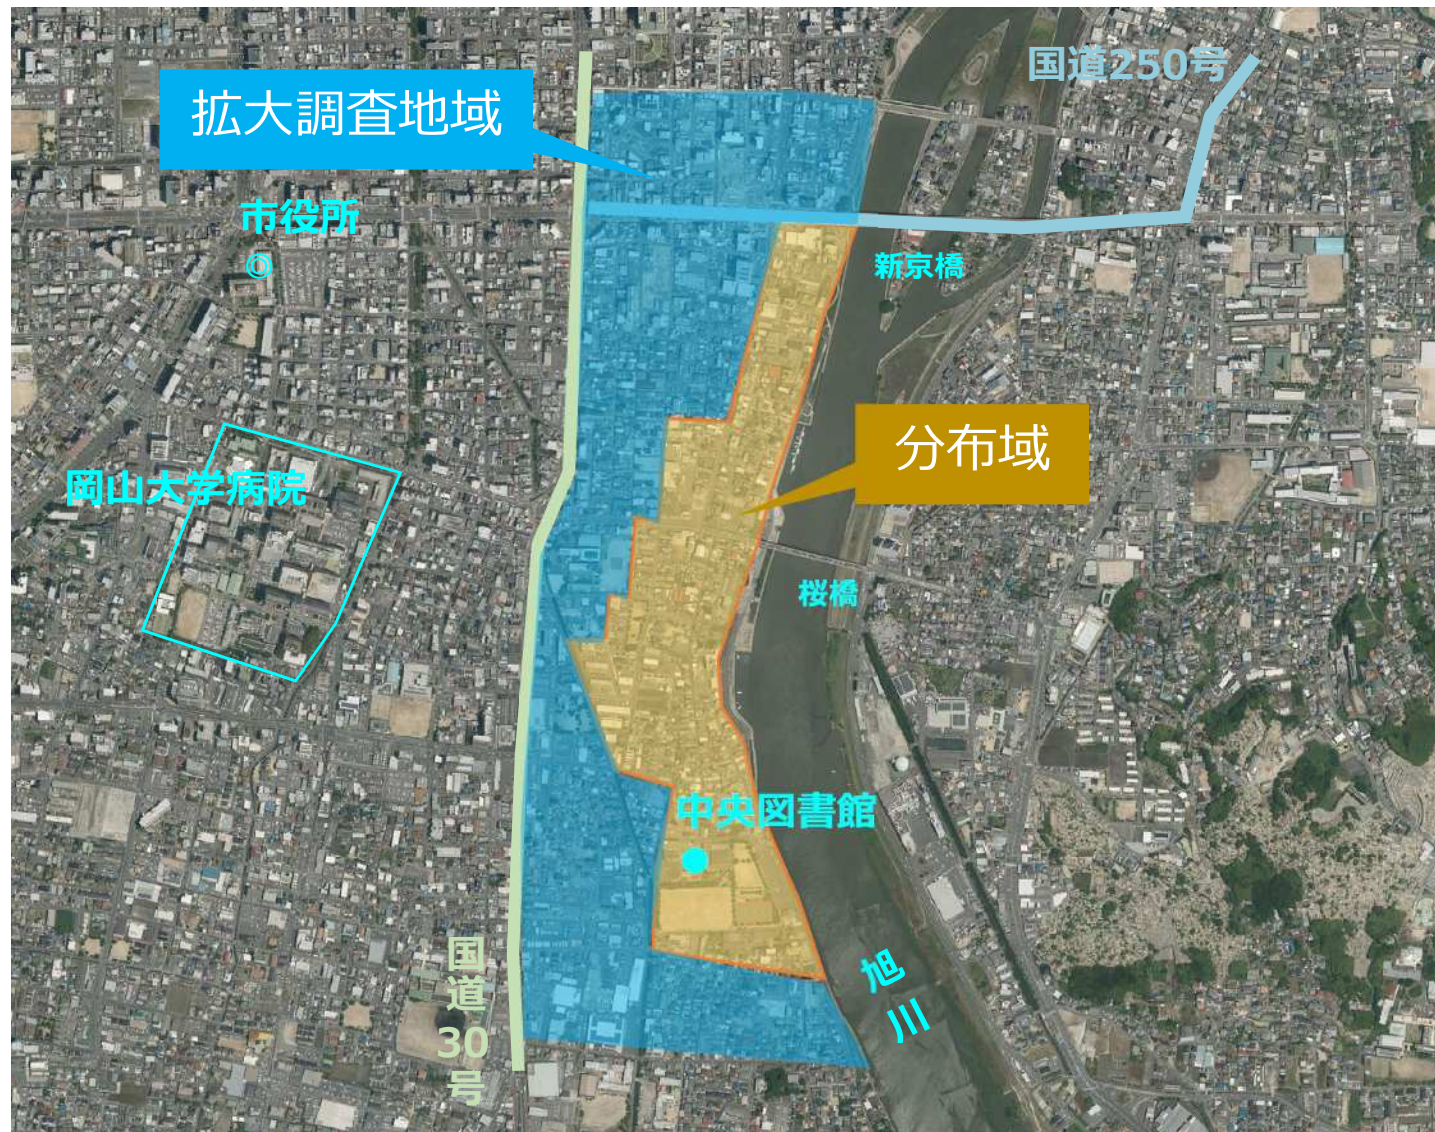 国道250号
拡大調査地域
市役所
新京橋
分布域
岡山大学病院
桜橋
中央図書館
旭川
国道30号